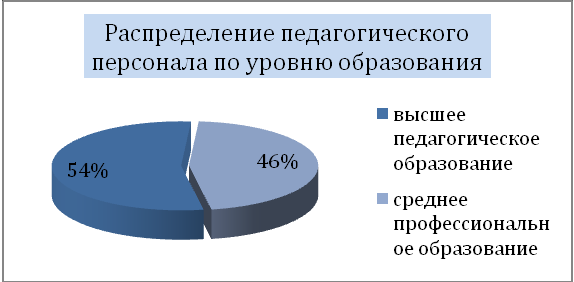 Распределение педагогического
персонала по уровню образования
54%
46%
высшее
педагогическое
образование
среднее
профессиональн
ое образование